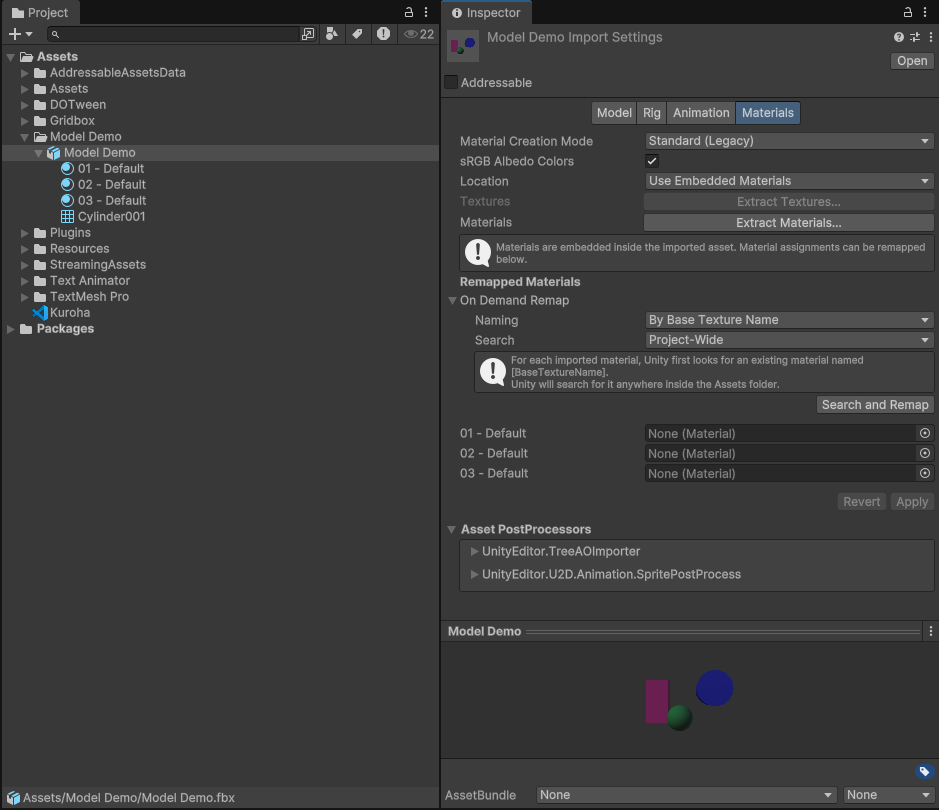 Project
22
Assets
AddressableAssetsData
Assets
DOTween
Gridbox
Model Demo
Model Demo
01 - Default
02 - Default
03 - Default
Cylinder001
Plugins
Resources
StreamingAssets
Text Animator
TextMesh Pro
Kuroha
Packages
Assets/Model Demo/Model Demo.fbx
Inspector
Model Demo Import Settings
Open
Addressable
Model Rig Animation Materials
Material Creation Mode Standard (Legacy)
sRGB Albedo Colors
Location Use Embedded Materials
Textures Extract Textures...
Materials Extract Materials...
Materials are embedded inside the imported asset. Material assignments can be remapped
below.
Remapped Materials
On Demand Remap
Naming By Base Texture Name
Search Project-Wide
For each imported material, Unity first looks for an existing material named
[BaseTextureName].
Unity will search for it anywhere inside the Assets folder.
Search and Remap
01 - Default None (Material)
02 - Default None (Material)
03 - Default None (Material)
Revert Apply
Asset PostProcessors
UnityEditor.TreeAOImporter
UnityEditor.U2D.Animation.SpritePostProcess
Model Demo
AssetBundle None None